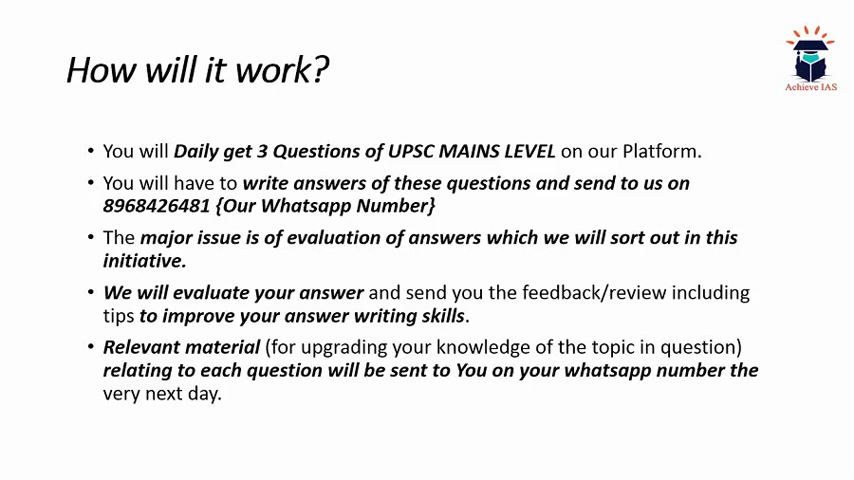 How will it work?
Achieve IAS
• You will Daily get 3 Questions of UPSC MAINS LEVEL on our Platform.
• You will have to write answers of these questions and send to us on
8968426481 {Our Whatsapp Number}
• The major issue is of evaluation of answers which we will sort out in this
initiative.
• We will evaluate your answer and send you the feedback/review including
tips to improve your answer writing skills.
• Relevant material (for upgrading your knowledge of the topic in question)
relating to each question will be sent to You on your whatsapp number the
very next day.